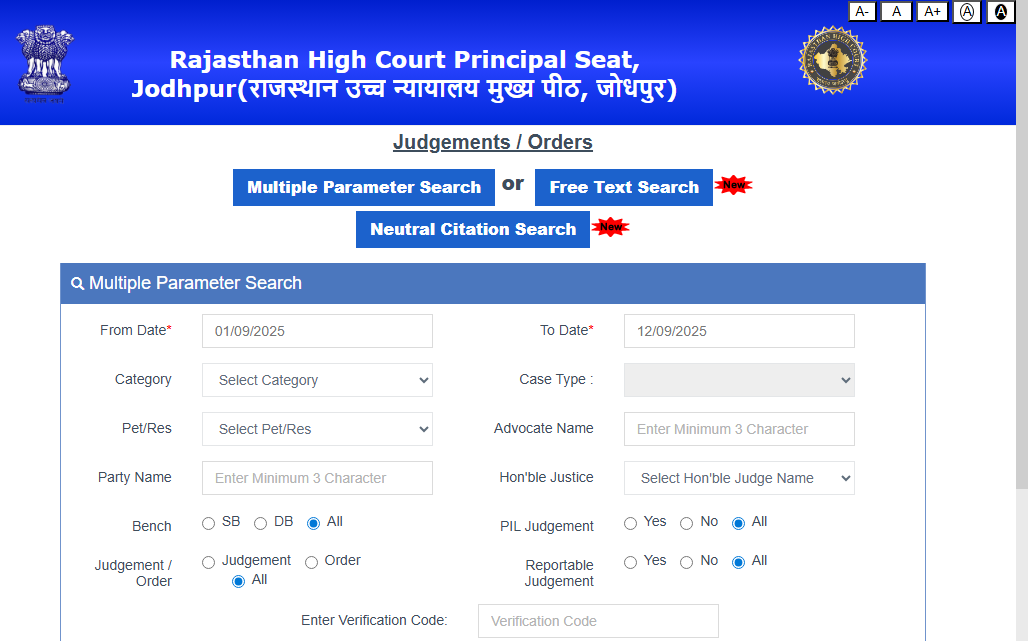 A- A A+ A A
Rajasthan High Court Principal Seat,
Jodhpur(राजस्थान उच्च न्यायालय मुख्य पीठ, जोधपुर)
Judgements / Orders
Multiple Parameter Search or Free Text Search New
Neutral Citation Search New
Multiple Parameter Search
From Date* 01/09/2025 To Date* 12/09/2025
Category Select Category Case Type :
Pet/Res Select Pet/Res Advocate Name Enter Minimum 3 Character
Party Name Enter Minimum 3 Character Hon'ble Justice Select Hon'ble Judge Name
Bench SB DB All PIL Judgement Yes No All
Judgement / Judgement Order Reportable Yes No All
Order All Judgement
Enter Verification Code: Verification Code